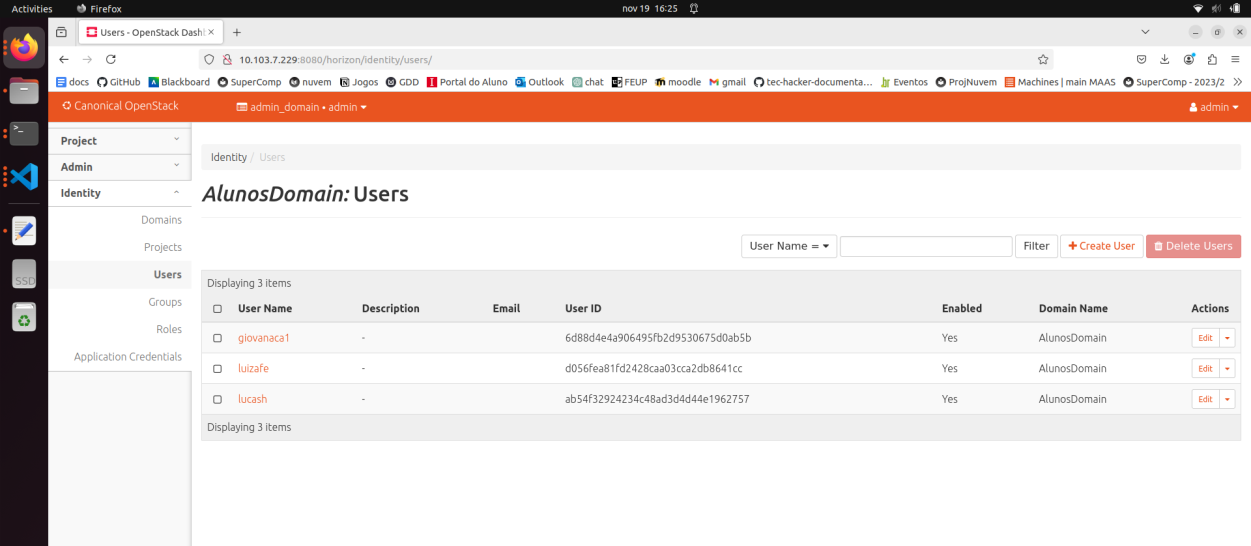 Activities Firefox nov 19 16:25
Users - OpenStack Dash
10.103.7.229:8080/horizon/identity/users/
docs GitHub Blackboard SuperComp nuvem Jogos GDD Portal do Aluno Outlook chat FEUP moodle gmail tec-hacker-documenta... Eventos ProjNuvem Machines | main MAAS SuperComp - 2023/2
Canonical OpenStack admin_domain • admin admin
Project
Admin
Identity
Domains
Projects
Users
Groups
Roles
Application Credentials
Identity / Users
AlunosDomain: Users
User Name = Filter Create User Delete Users
Displaying 3 items
User Name Description Email User ID Enabled Domain Name Actions
giovanaca1 - 6d88d4e4a906495fb2d9530675d0ab5b Yes AlunosDomain Edit
luizafe - d056fea81fd2428caa03cca2db8641cc Yes AlunosDomain Edit
lucash - ab54f32924234c48ad3d4d44e1962757 Yes AlunosDomain Edit
Displaying 3 items
SSD